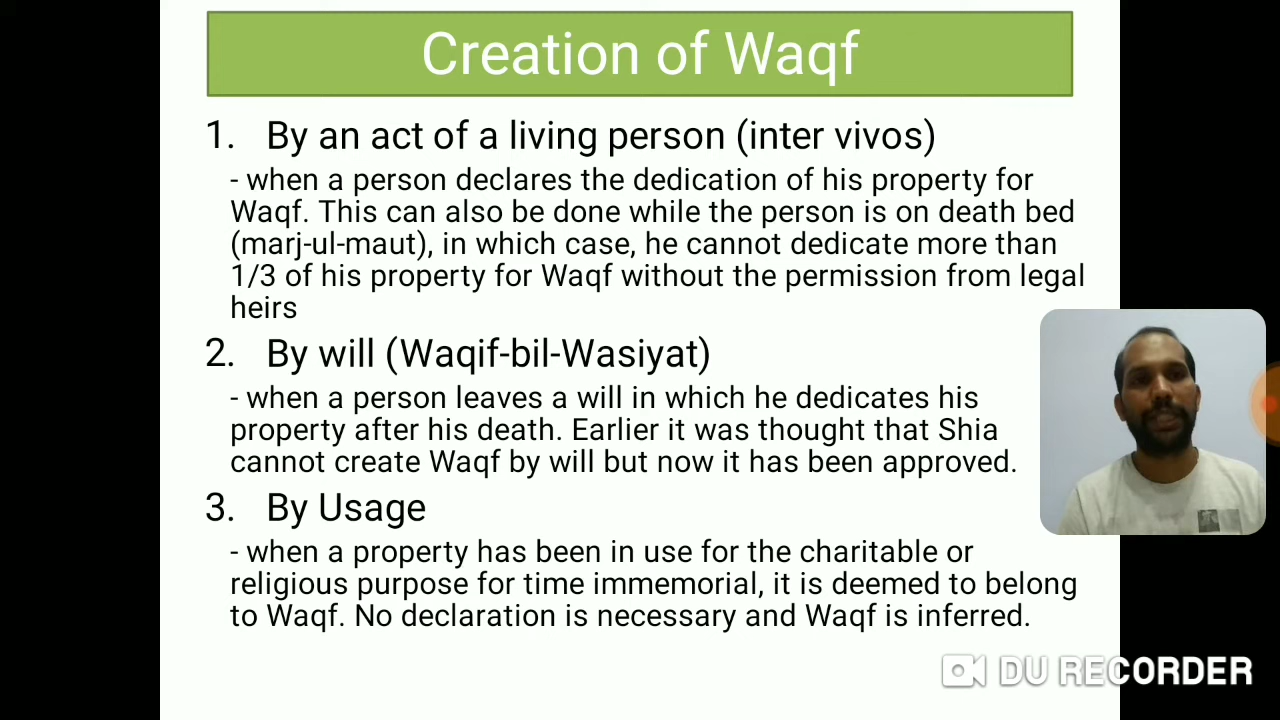 Creation of Waqf
1. By an act of a living person (inter vivos)
- when a person declares the dedication of his property for
Waqf. This can also be done while the person is on death bed
(marj-ul-maut), in which case, he cannot dedicate more than
1/3 of his property for Waqf without the permission from legal
heirs
2. By will (Waqif-bil-Wasiyat)
- when a person leaves a will in which he dedicates his
property after his death. Earlier it was thought that Shia
cannot create Waqf by will but now it has been approved.
3. By Usage
- when a property has been in use for the charitable or
religious purpose for time immemorial, it is deemed to belong
to Waqf. No declaration is necessary and Waqf is inferred.
DU RECORDER